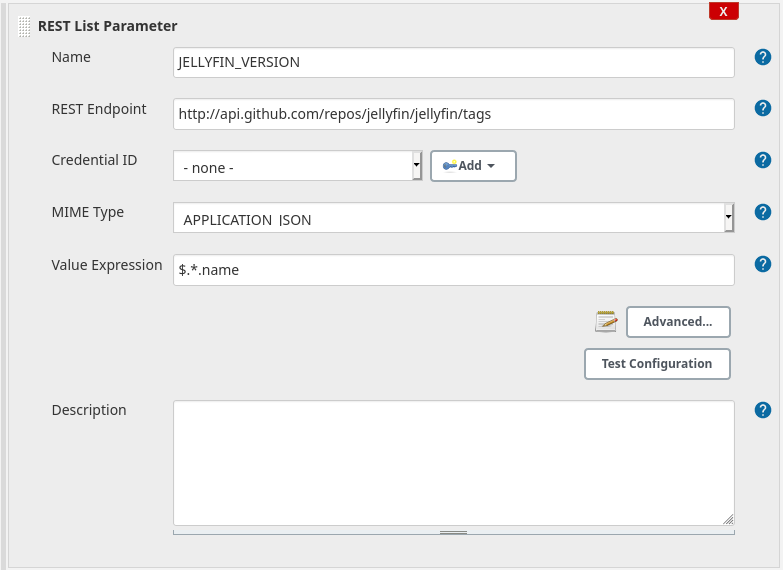 X
REST List Parameter
Name
JELLYFIN_VERSION
?
REST Endpoint
http://api.github.com/repos/jellyfin/jellyfin/tags
?
Credential ID
- none -
Add
?
MIME Type
APPLICATION_JSON
?
Value Expression
$.*.name
?
Advanced...
Test Configuration
Description
?